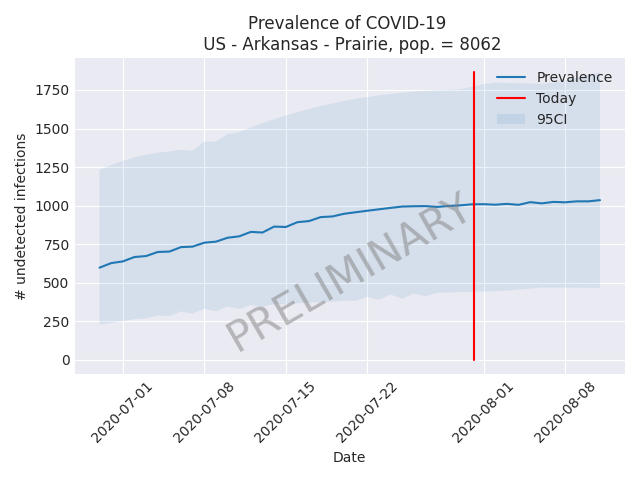 Prevalence of COVID-19
US - Arkansas - Prairie, pop. = 8062
# undetected infections
1750
1500
1250
1000
750
500
250
0
Prevalence
Today
95CI
PRELIMINARY
2020-07-01
2020-07-08
2020-07-15
2020-07-22
2020-08-01
2020-08-08
Date